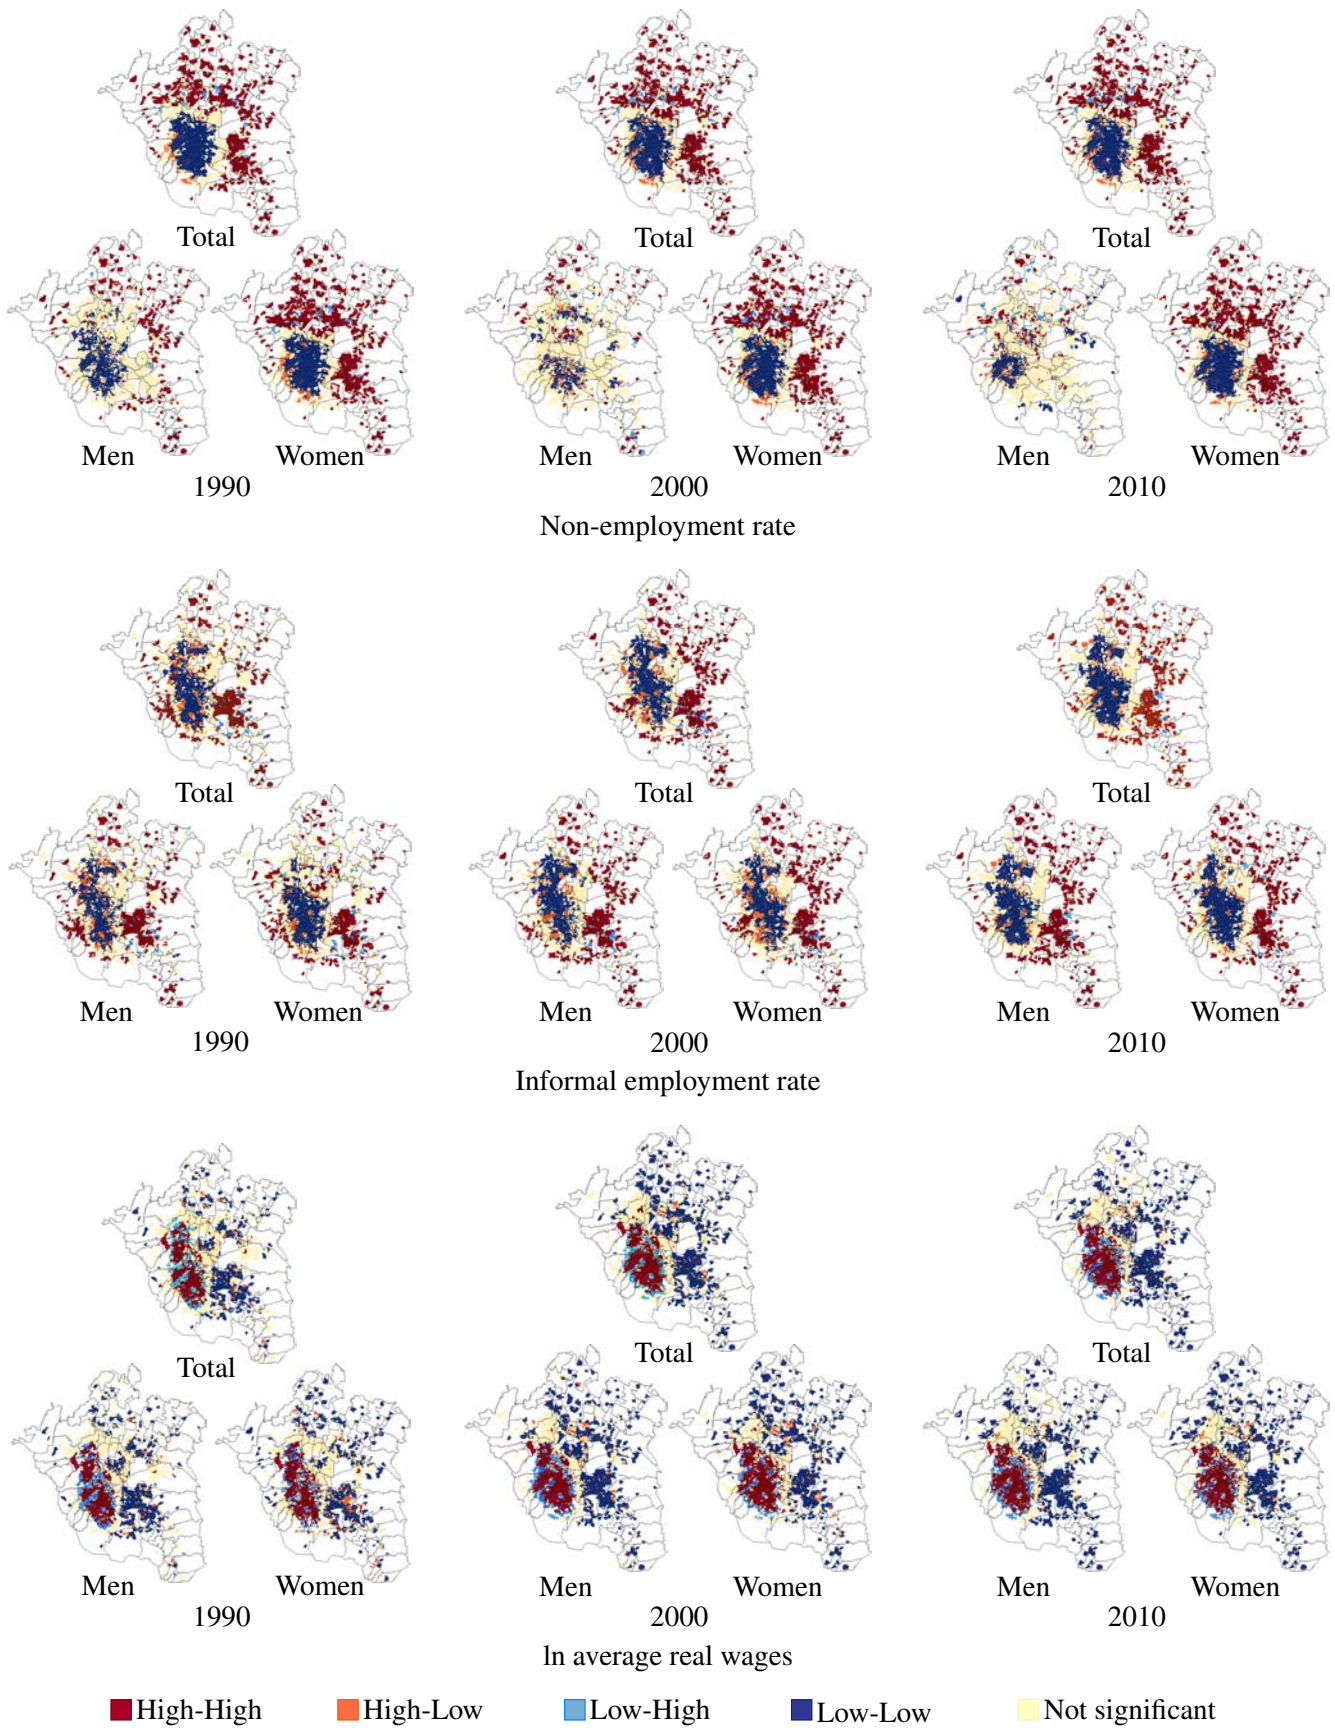 Total Total Total
Men Women Men Women Men Women
1990 2000 2010
Non-employment rate
Total Total Total
Men Women Men Women Men Women
1990 2000 2010
Informal employment rate
Total Total Total
Men Women Men Women Men Women
1990 2000 2010
ln average real wages
High-High High-Low Low-High Low-Low Not significant